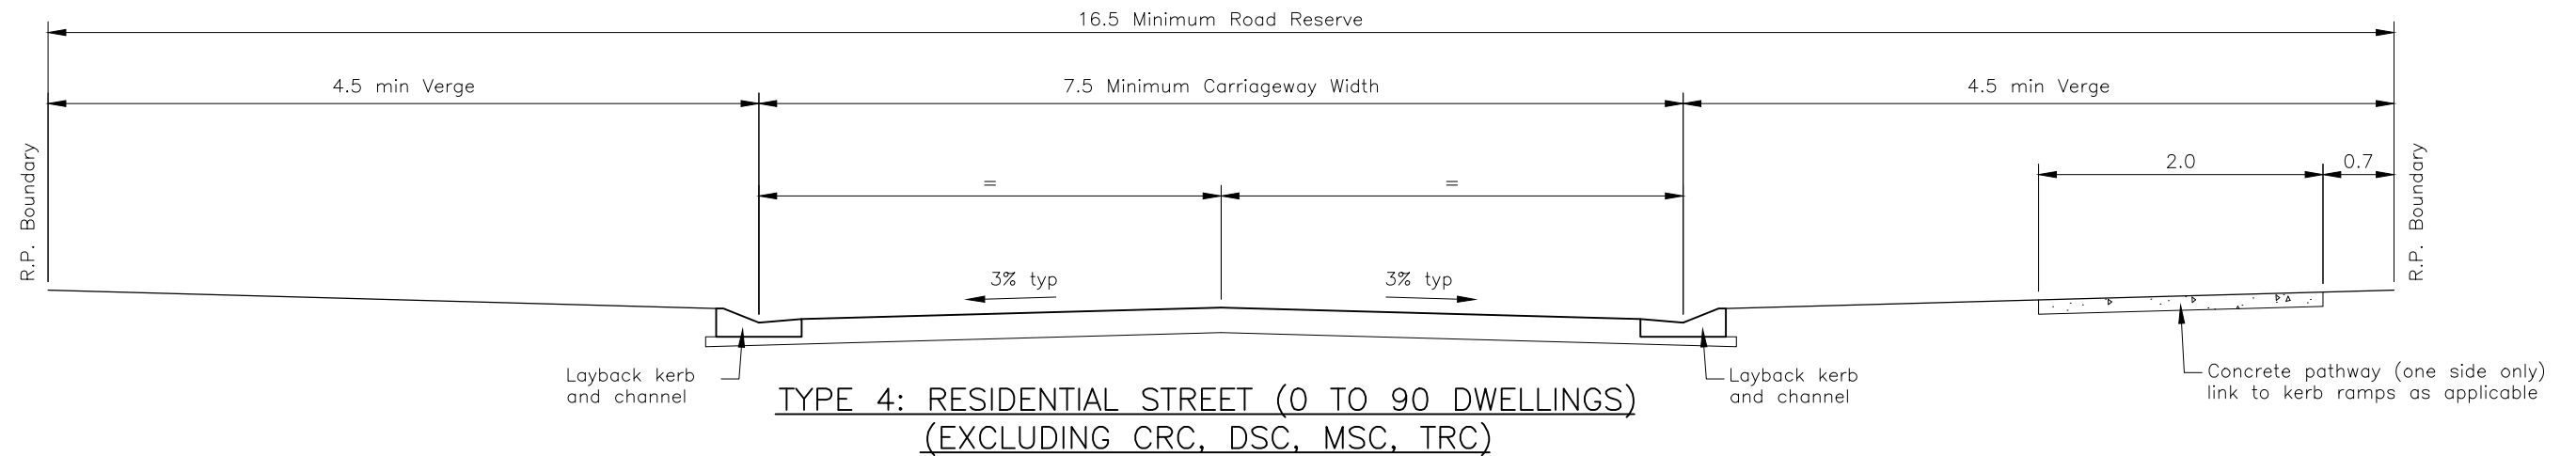 16.5 Minimum Road Reserve
4.5 min Verge
7.5 Minimum Carriageway Width
4.5 min Verge
R.P. Boundary
=
=
2.0
0.7
R.P. Boundary
3% typ
3% typ
Layback kerb
and channel
Layback kerb
and channel
Concrete pathway (one side only)
link to kerb ramps as applicable
TYPE 4: RESIDENTIAL STREET (0 TO 90 DWELLINGS)
(EXCLUDING CRC, DSC, MSC, TRC)